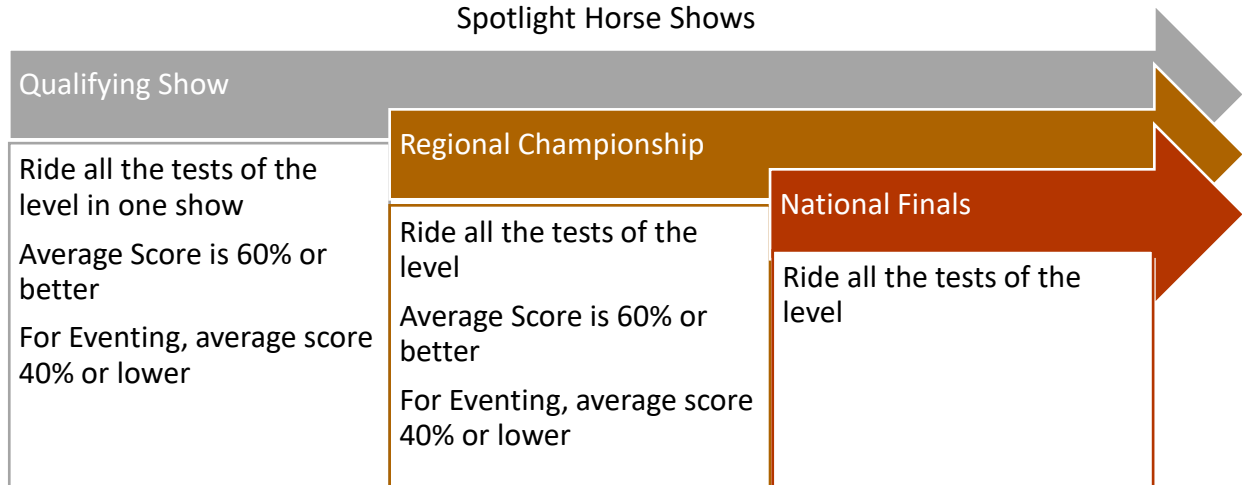 Spotlight Horse Shows
Qualifying Show
Ride all the tests of the
level in one show
Average Score is 60% or
better
For Eventing, average score
40% or lower
Regional Championship
Ride all the tests of the
level
Average Score is 60% or
better
For Eventing, average score
40% or lower
National Finals
Ride all the tests of the
level